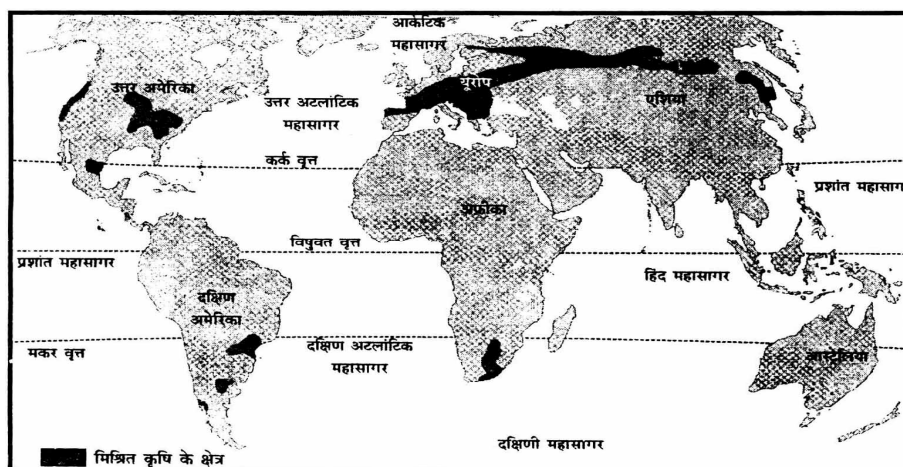 आर्कटिक
महासागर
उत्तर अमेरिका
यूरोप
एशिया
उत्तर अटलांटिक
महासागर
कर्क वृत्त
प्रशांत महासागर
अफ्रीका
विषुवत वृत्त
प्रशांत महासागर
हिंद महासागर
दक्षिण
अमेरिका
मकर वृत्त
दक्षिण अटलांटिक
महासागर
आस्ट्रेलिया
दक्षिणी महासागर
मिश्रित कृषि के क्षेत्र